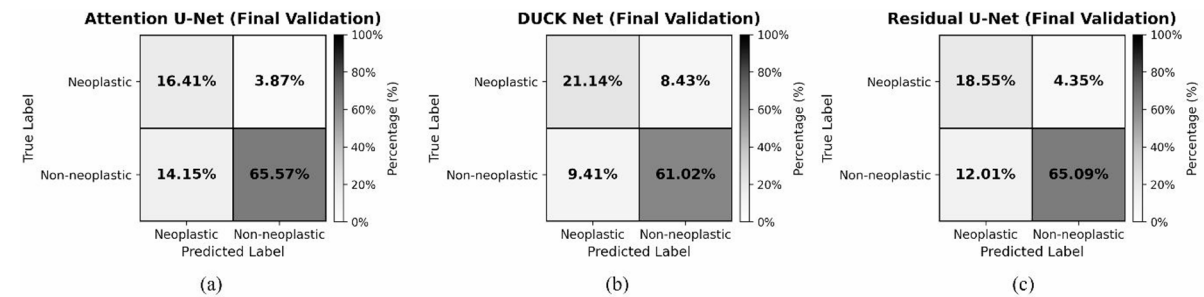 Attention U-Net (Final Validation)
Neoplastic
Non-neoplastic
True Label
16.41% 3.87%
14.15% 65.57%
Neoplastic Non-neoplastic
Predicted Label
100%
80%
60%
40%
20%
0%
Percentage (%)
(a)
DUCK Net (Final Validation)
Neoplastic
Non-neoplastic
True Label
21.14% 8.43%
9.41% 61.02%
Neoplastic Non-neoplastic
Predicted Label
100%
80%
60%
40%
20%
0%
Percentage (%)
(b)
Residual U-Net (Final Validation)
Neoplastic
Non-neoplastic
True Label
18.55% 4.35%
12.01% 65.09%
Neoplastic Non-neoplastic
Predicted Label
100%
80%
60%
40%
20%
0%
Percentage (%)
(c)